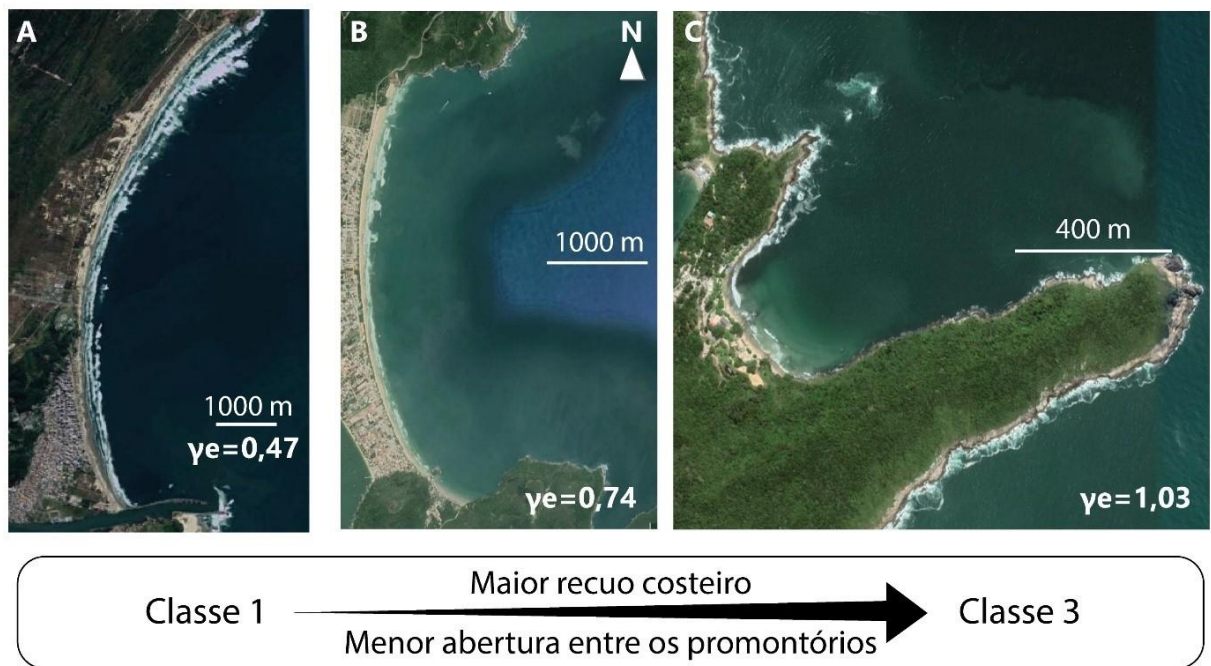 A
B
N
C
1000 m
γe=0,47
1000 m
γe=0,74
400 m
γe=1,03
Maior recuo costeiro
Classe 1
Classe 3
Menor abertura entre os promontórios